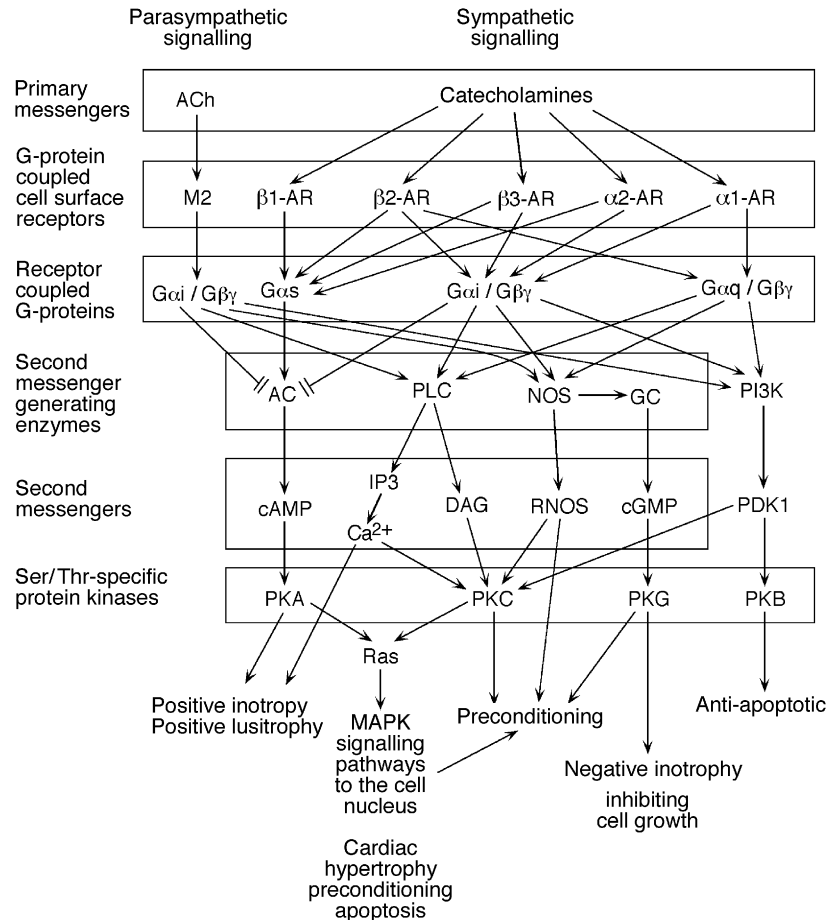 Parasympathetic
signalling
Sympathetic
signalling
Primary
messengers
ACh
Catecholamines
G-protein
coupled
cell surface
receptors
M2
β1-AR
β2-AR
β3-AR
α2-AR
α1-AR
Receptor
coupled
G-proteins
Gαi / Gβγ
Gαs
Gαi / Gβγ
Gαq / Gβγ
Second
messenger
generating
enzymes
AC
PLC
NOS
GC
PI3K
Second
messengers
cAMP
IP3
Ca2+
DAG
RNOS
cGMP
PDK1
Ser/Thr-specific
protein kinases
PKA
PKC
PKG
PKB
Ras
Positive inotropy
Positive lusitrophy
MAPK
signalling
pathways
to the cell
nucleus
Preconditioning
Anti-apoptotic
Negative inotrophy
inhibiting
cell growth
Cardiac
hypertrophy
preconditioning
apoptosis